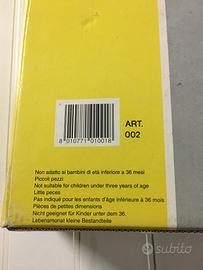 ART.
002
8 010771 010018
Non adatto ai bambini di età inferiore a 36 mesi
Piccoli pezzi
Not suitable for children under three years of age
Little peces
Pas indiqué pour les enfants d'âge inférieure à 36 mois
Pièces de petites dimensions
Nicht geeignet für Kinder unter dem 36.
Lebensmonat kleine Bestandteile
subito